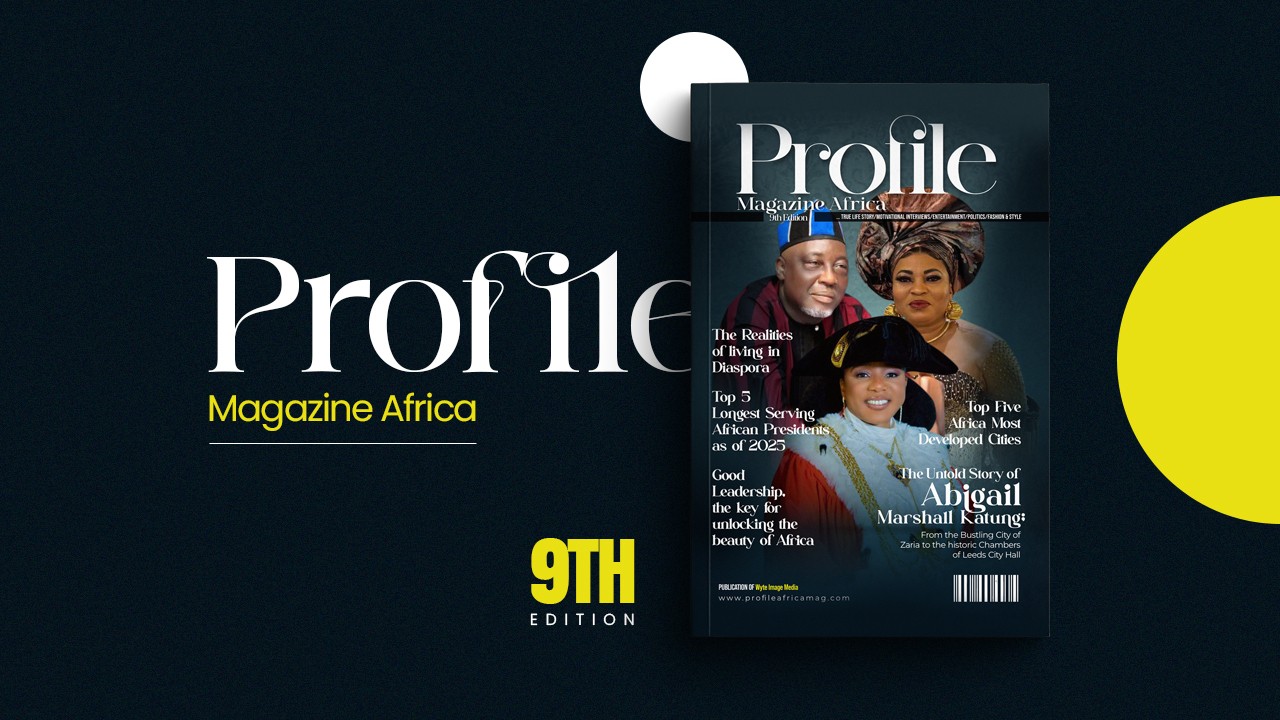 Profile
Magazine Africa
9TH
EDITION
Profile
Magazine Africa
9th Edition
... TRUE LIFE STORY/MOTIVATIONAL INTERVIEWS/ENTERTAINMENT/POLITICS/FASHION & STYLE
The Realities
of living in
Diaspora
Top 5
Longest Serving
African Presidents
as of 2025
Good
Leadership,
the key for
unlocking the
beauty of Africa
Top Five
Africa Most
Developed Cities
The Untold Story of
Abigail
Marshall Katung:
From the Bustling City of
Zaria to the historic Chambers
of Leeds City Hall
PUBLICATION OF Wyte Image Media
www.profileafricamag.com